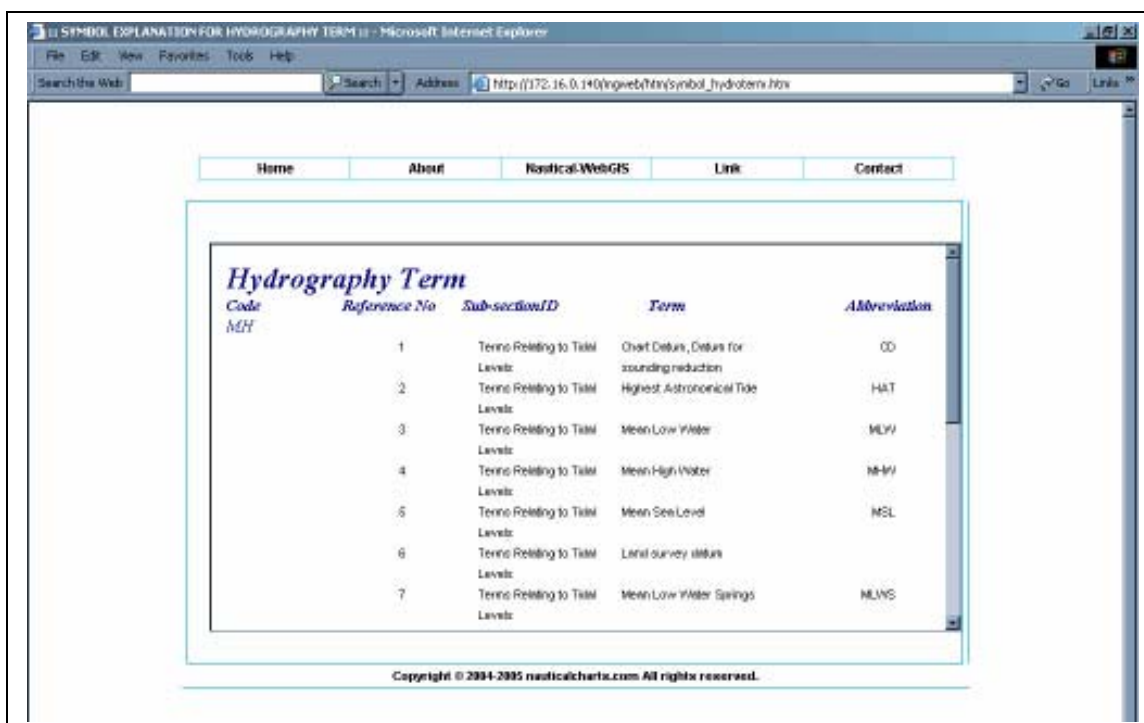 ::: SYMBOL EXPLANATION FOR HYDROGRAPHY TERM ::: - Microsoft Internet Explorer
File Edit View Favorites Tools Help
Search the Web Search Address http://172.16.0.140/mgweb/htm/symbol_hydroterm.htm Go Links »
Home About Nautical-WebGIS Link Contact
Hydrography Term
Code Reference No Sub-sectionID Term Abbreviation
MH
1 Terms Relating to Tidal Chart Datum, Datum for CD
Levels sounding reduction
2 Terms Relating to Tidal Highest Astronomical Tide HAT
Levels
3 Terms Relating to Tidal Mean Low Water MLW
Levels
4 Terms Relating to Tidal Mean High Water MHW
Levels
5 Terms Relating to Tidal Mean Sea Level MSL
Levels
6 Terms Relating to Tidal Land survey datum
Levels
7 Terms Relating to Tidal Mean Low Water Springs MLWS
Levels
Copyright © 2004-2005 nauticalcharts.com All rights reserved.